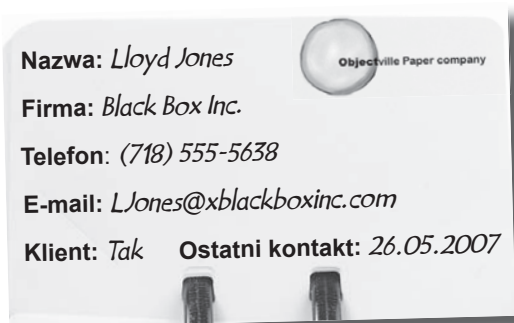 Nazwa: Lloyd Jones
Objectville Paper company
Firma: Black Box Inc.
Telefon: (718) 555-5638
E-mail: LJones@xblackboxinc.com
Klient: Tak Ostatni kontakt: 26.05.2007